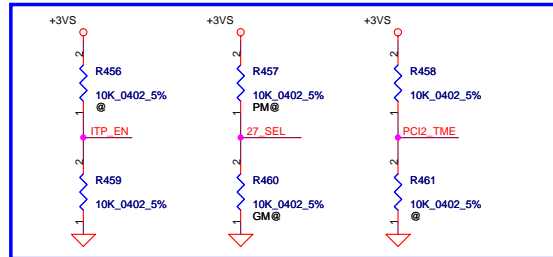 +3VS +3VS +3VS
2 2 2
R456 R457 R458
10K_0402_5% 10K_0402_5% 10K_0402_5%
@ PM@
1 1 1
ITP_EN 27_SEL PCI2_TME
2 2 2
R459 R460 R461
10K_0402_5% 10K_0402_5% 10K_0402_5%
GM@ @
1 1 1